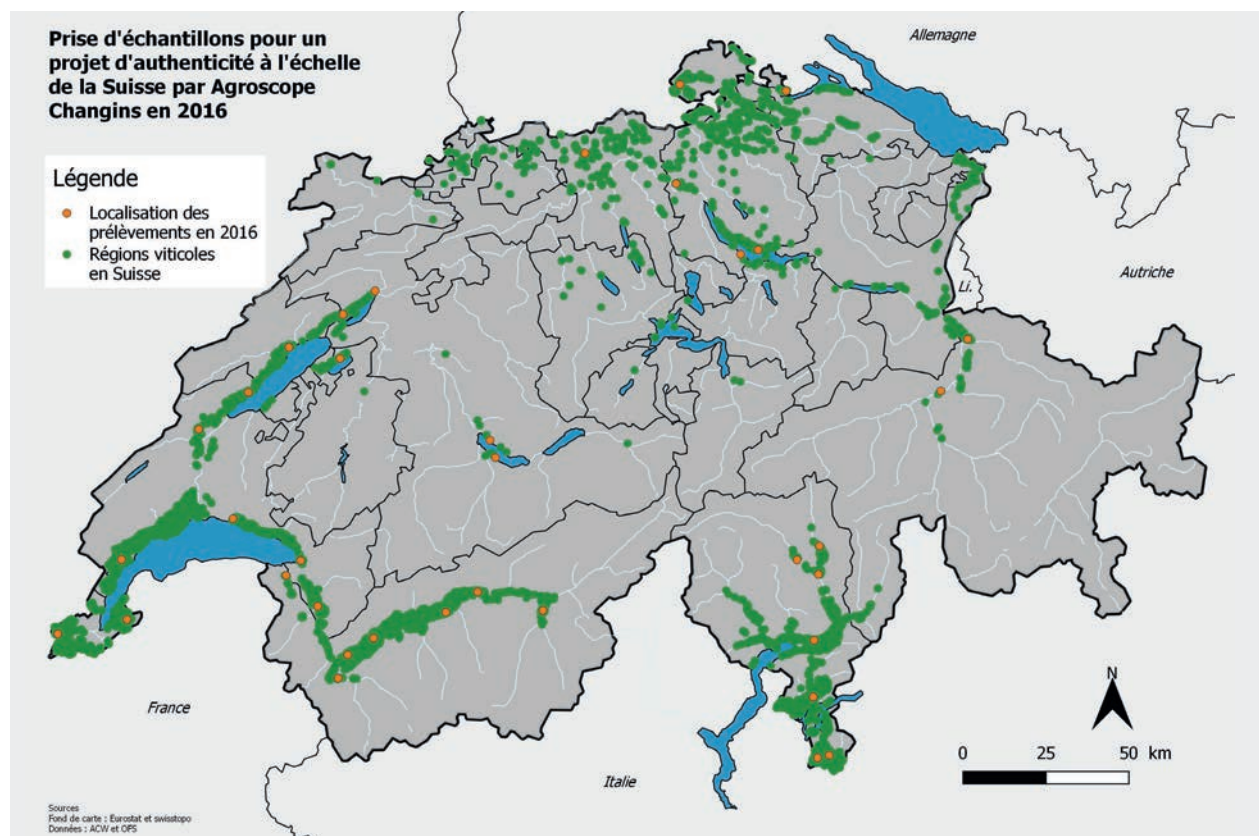 Prise d'échantillons pour un
projet d'authenticité à l'échelle
de la Suisse par Agroscope
Changins en 2016
Légende
Localisation des
prélèvements en 2016
Régions viticoles
en Suisse
Allemagne
Autriche
Li.
France
Italie
N
0 25 50 km
Sources
Fond de carte : Eurostat et swisstopo
Données : ACW et OFS